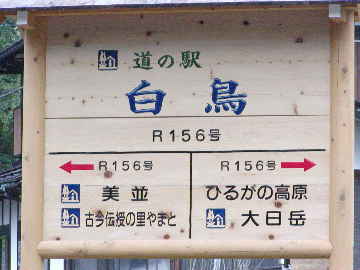 道の駅
白鳥
R156号
R156号
R156号
美並
ひるがの高原
古今伝授の里やまと
大日岳